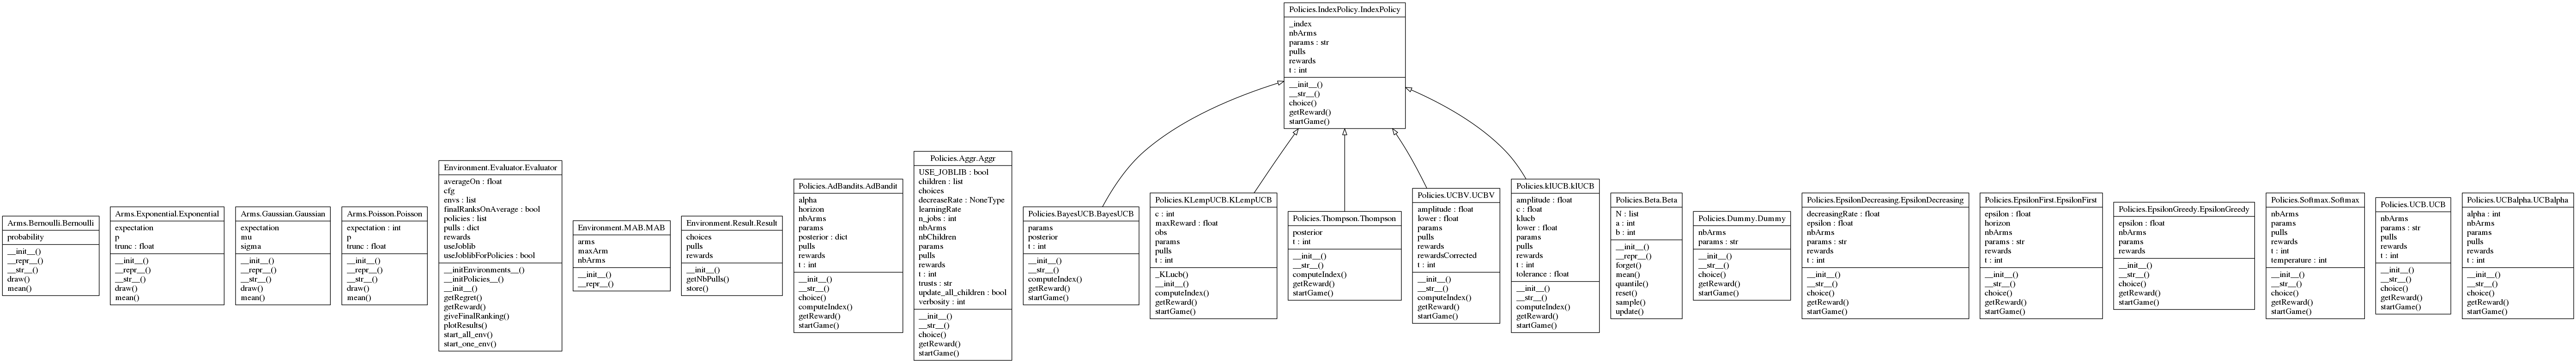 Policies.IndexPolicy.IndexPolicy
_index
nbArms
params : str
pulls
rewards
t : int
__init__()
__str__()
choice()
getReward()
startGame()
Arms.Bernoulli.Bernoulli
probability
__init__()
__repr__()
__str__()
draw()
mean()
Arms.Exponential.Exponential
expectation
p
trunc : float
__init__()
__repr__()
__str__()
draw()
mean()
Arms.Gaussian.Gaussian
expectation
mu
sigma
__init__()
__repr__()
__str__()
draw()
mean()
Arms.Poisson.Poisson
expectation : int
p
trunc : float
__init__()
__repr__()
__str__()
draw()
mean()
Environment.Evaluator.Evaluator
averageOn : float
cfg
envs : list
finalRanksOnAverage : bool
policies : list
pulls : dict
rewards
useJoblib
useJoblibForPolicies : bool
__initEnvironments__()
__initPolicies__()
__init__()
getRegret()
getReward()
giveFinalRanking()
plotResults()
start_all_env()
start_one_env()
Environment.MAB.MAB
arms
maxArm
nbArms
__init__()
__repr__()
Environment.Result.Result
choices
pulls
rewards
__init__()
getNbPulls()
store()
Policies.AdBandits.AdBandit
alpha
horizon
nbArms
params
posterior : dict
pulls
rewards
t : int
__init__()
__str__()
choice()
computeIndex()
getReward()
startGame()
Policies.Aggr.Aggr
USE_JOBLIB : bool
children : list
choices
decreaseRate : NoneType
learningRate
n_jobs : int
nbArms
nbChildren
params
pulls
rewards
t : int
trusts : str
update_all_children : bool
verbosity : int
__init__()
__str__()
choice()
getReward()
startGame()
Policies.BayesUCB.BayesUCB
params
posterior
t : int
__init__()
__str__()
computeIndex()
getReward()
startGame()
Policies.KLempUCB.KLempUCB
c : int
maxReward : float
obs
params
pulls
t : int
_KLucb()
__init__()
computeIndex()
getReward()
startGame()
Policies.Thompson.Thompson
posterior
t : int
__init__()
__str__()
computeIndex()
getReward()
startGame()
Policies.UCBV.UCBV
amplitude : float
lower : float
params
pulls
rewards
rewardsCorrected
t : int
__init__()
__str__()
computeIndex()
getReward()
startGame()
Policies.klUCB.klUCB
amplitude : float
c : float
klucb
lower : float
params
pulls
rewards
t : int
tolerance : float
__init__()
__str__()
computeIndex()
getReward()
startGame()
Policies.Beta.Beta
N : list
a : int
b : int
__init__()
__repr__()
forget()
mean()
quantile()
reset()
sample()
update()
Policies.Dummy.Dummy
nbArms
params : str
__init__()
__str__()
choice()
getReward()
startGame()
Policies.EpsilonDecreasing.EpsilonDecreasing
decreasingRate : float
epsilon : float
nbArms
params : str
rewards
t : int
__init__()
__str__()
choice()
getReward()
startGame()
Policies.EpsilonFirst.EpsilonFirst
epsilon : float
horizon
nbArms
params : str
rewards
t : int
__init__()
__str__()
choice()
getReward()
startGame()
Policies.EpsilonGreedy.EpsilonGreedy
epsilon : float
nbArms
params
rewards
__init__()
__str__()
choice()
getReward()
startGame()
Policies.Softmax.Softmax
nbArms
params
pulls
rewards
t : int
temperature : int
__init__()
__str__()
choice()
getReward()
startGame()
Policies.UCB.UCB
nbArms
params : str
pulls
rewards
t : int
__init__()
__str__()
choice()
getReward()
startGame()
Policies.UCBalpha.UCBalpha
alpha : int
nbArms
params
pulls
rewards
t : int
__init__()
__str__()
choice()
getReward()
startGame()